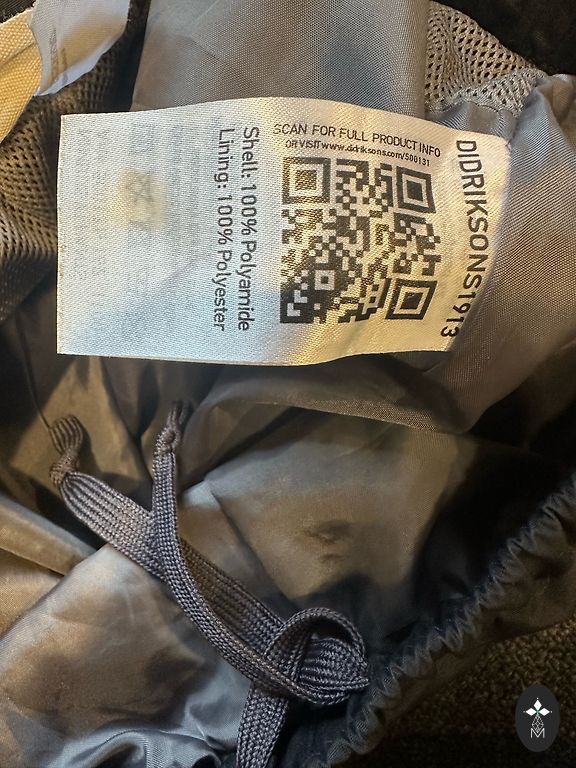 SCAN FOR FULL PRODUCT INFO
OR VISIT www.didriksons.com/500131
DIDRIKSONS1913
Shell: 100% Polyamide
Lining: 100% Polyester
M